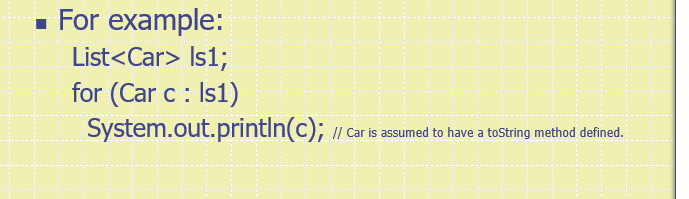 For example:
List<Car> ls1;
for (Car c : ls1)
System.out.println(c); // Car is assumed to have a toString method defined.